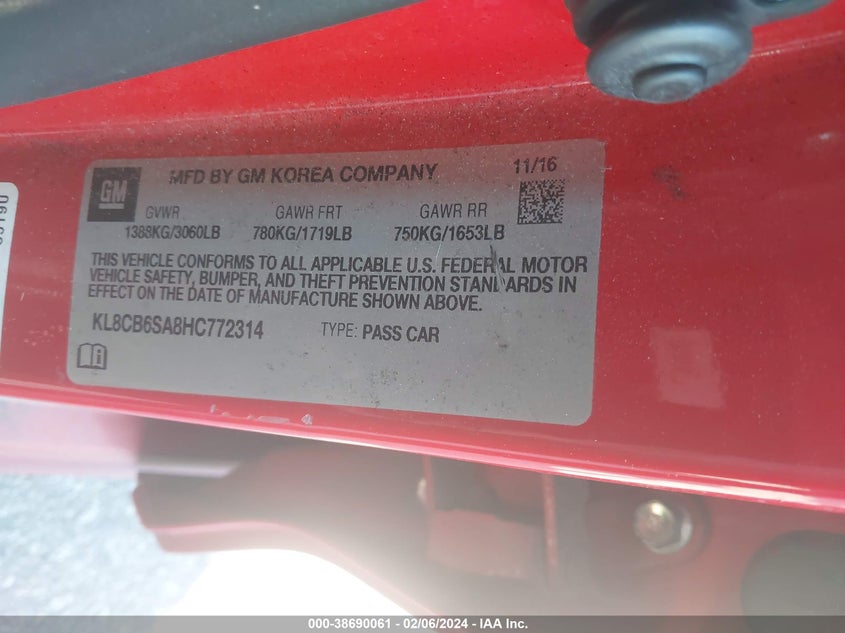 GM
MFD BY GM KOREA COMPANY 11/16
GVWR GAWR FRT GAWR RR
1388KG/3060LB 780KG/1719LB 750KG/1653LB
THIS VEHICLE CONFORMS TO ALL APPLICABLE U.S. FEDERAL MOTOR
VEHICLE SAFETY, BUMPER, AND THEFT PREVENTION STANDARDS IN
EFFECT ON THE DATE OF MANUFACTURE SHOWN ABOVE.
KL8CB6SA8HC772314 TYPE: PASS CAR
000-38690061 - 02/06/2024 - IAA Inc.